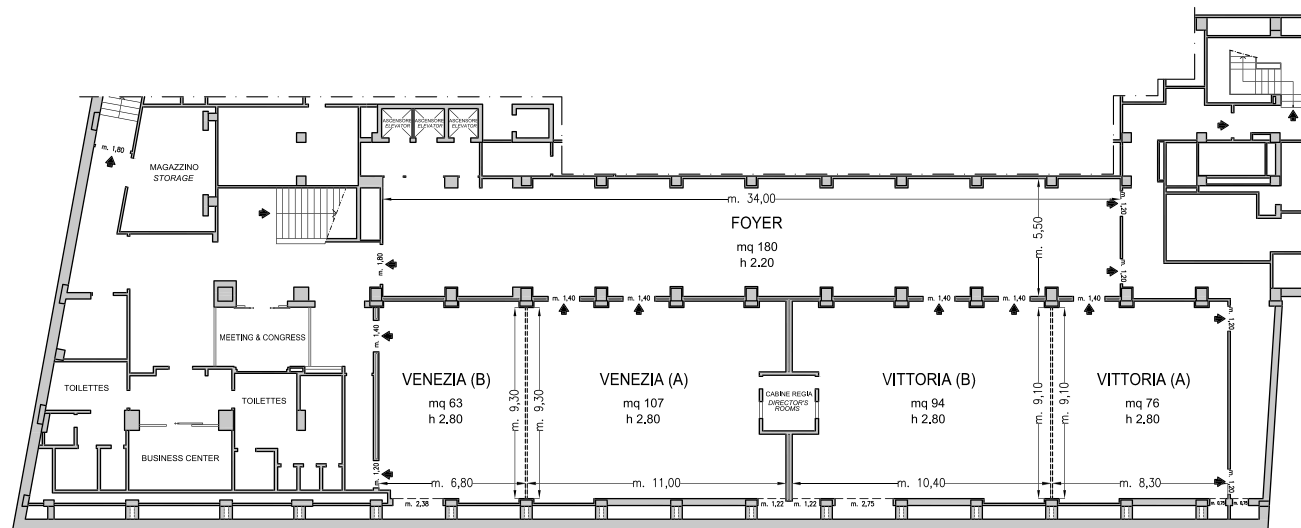 ASCENSORE
ELEVATOR
ASCENSORE
ELEVATOR
ASCENSORE
ELEVATOR
m. 1,80
MAGAZZINO
STORAGE
m. 34,00
FOYER
mq 180
h 2.20
m. 5,50
m. 1,20
m. 1,20
m. 1,80
m. 1,40
m. 1,40
m. 1,40
m. 1,40
m. 1,40
MEETING & CONGRESS
m. 1,40
m. 1,20
TOILETTES
TOILETTES
BUSINESS CENTER
VENEZIA (B)
mq 63
h 2.80
m. 9,30
m. 9,30
VENEZIA (A)
mq 107
h 2.80
CABINE REGIA
DIRECTOR'S
ROOMS
VITTORIA (B)
mq 94
h 2.80
m. 9,10
m. 9,10
VITTORIA (A)
mq 76
h 2.80
m. 1,20
m. 1,20
m. 6,80
m. 11,00
m. 10,40
m. 8,30
m. 2,38
m. 1,22
m. 1,22
m. 2,75
m. 0,75
m. 0,75